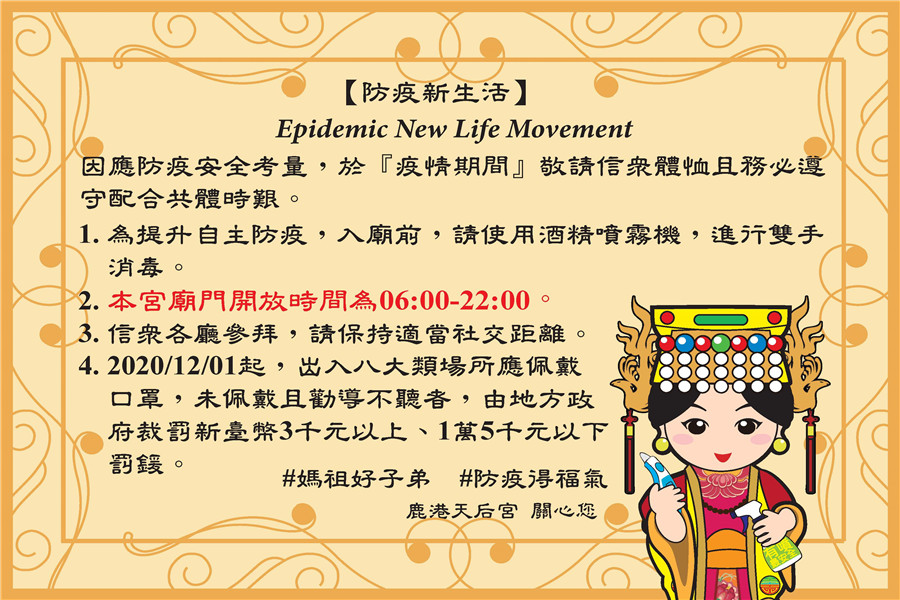 【防疫新生活】
Epidemic New Life Movement
因應防疫安全考量，於『疫情期間』敬請信衆體恤且務必遵
守配合共體時艱。
1. 為提升自主防疫，入廟前，請使用酒精噴霧機，進行雙手
消毒。
2. 本宮廟門開放時間為06:00-22:00。
3. 信衆各廳參拜，請保持適當社交距離。
4. 2020/12/01起，出入八大類場所應佩戴
口罩，未佩戴且勸導不聽者，由地方政
府裁罰新臺幣3千元以上、1萬5千元以下
罰鍰。
#媽祖好子弟 #防疫得福氣
鹿港天后宮 關心您